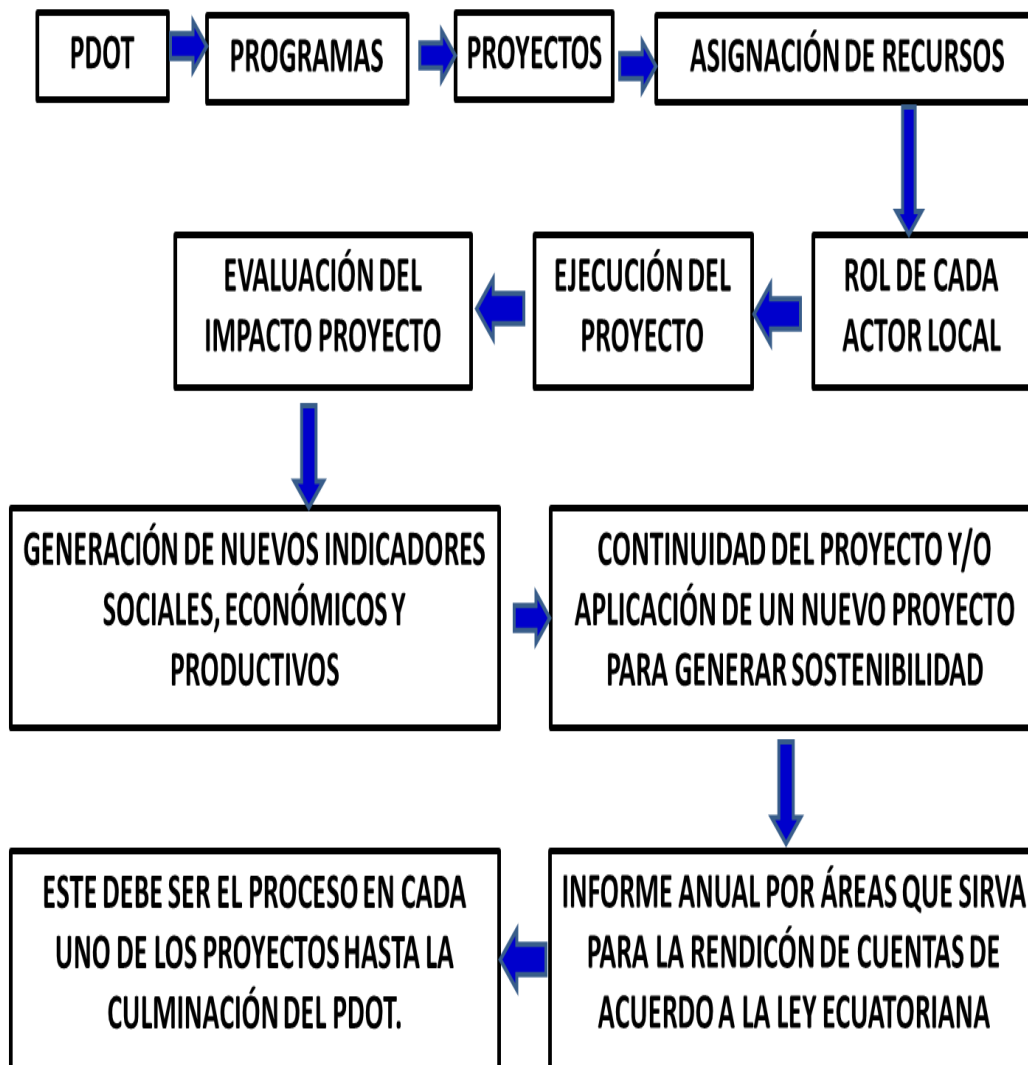 PDOT
PROGRAMAS
PROYECTOS
ASIGNACIÓN DE RECURSOS
ROL DE CADA
ACTOR LOCAL
EJECUCIÓN DEL
PROYECTO
EVALUACIÓN DEL
IMPACTO PROYECTO
GENERACIÓN DE NUEVOS INDICADORES
SOCIALES, ECONÓMICOS Y
PRODUCTIVOS
CONTINUIDAD DEL PROYECTO Y/O
APLICACIÓN DE UN NUEVO PROYECTO
PARA GENERAR SOSTENIBILIDAD
INFORME ANUAL POR ÁREAS QUE SIRVA
PARA LA RENDICÓN DE CUENTAS DE
ACUERDO A LA LEY ECUATORIANA
ESTE DEBE SER EL PROCESO EN CADA
UNO DE LOS PROYECTOS HASTA LA
CULMINACIÓN DEL PDOT.